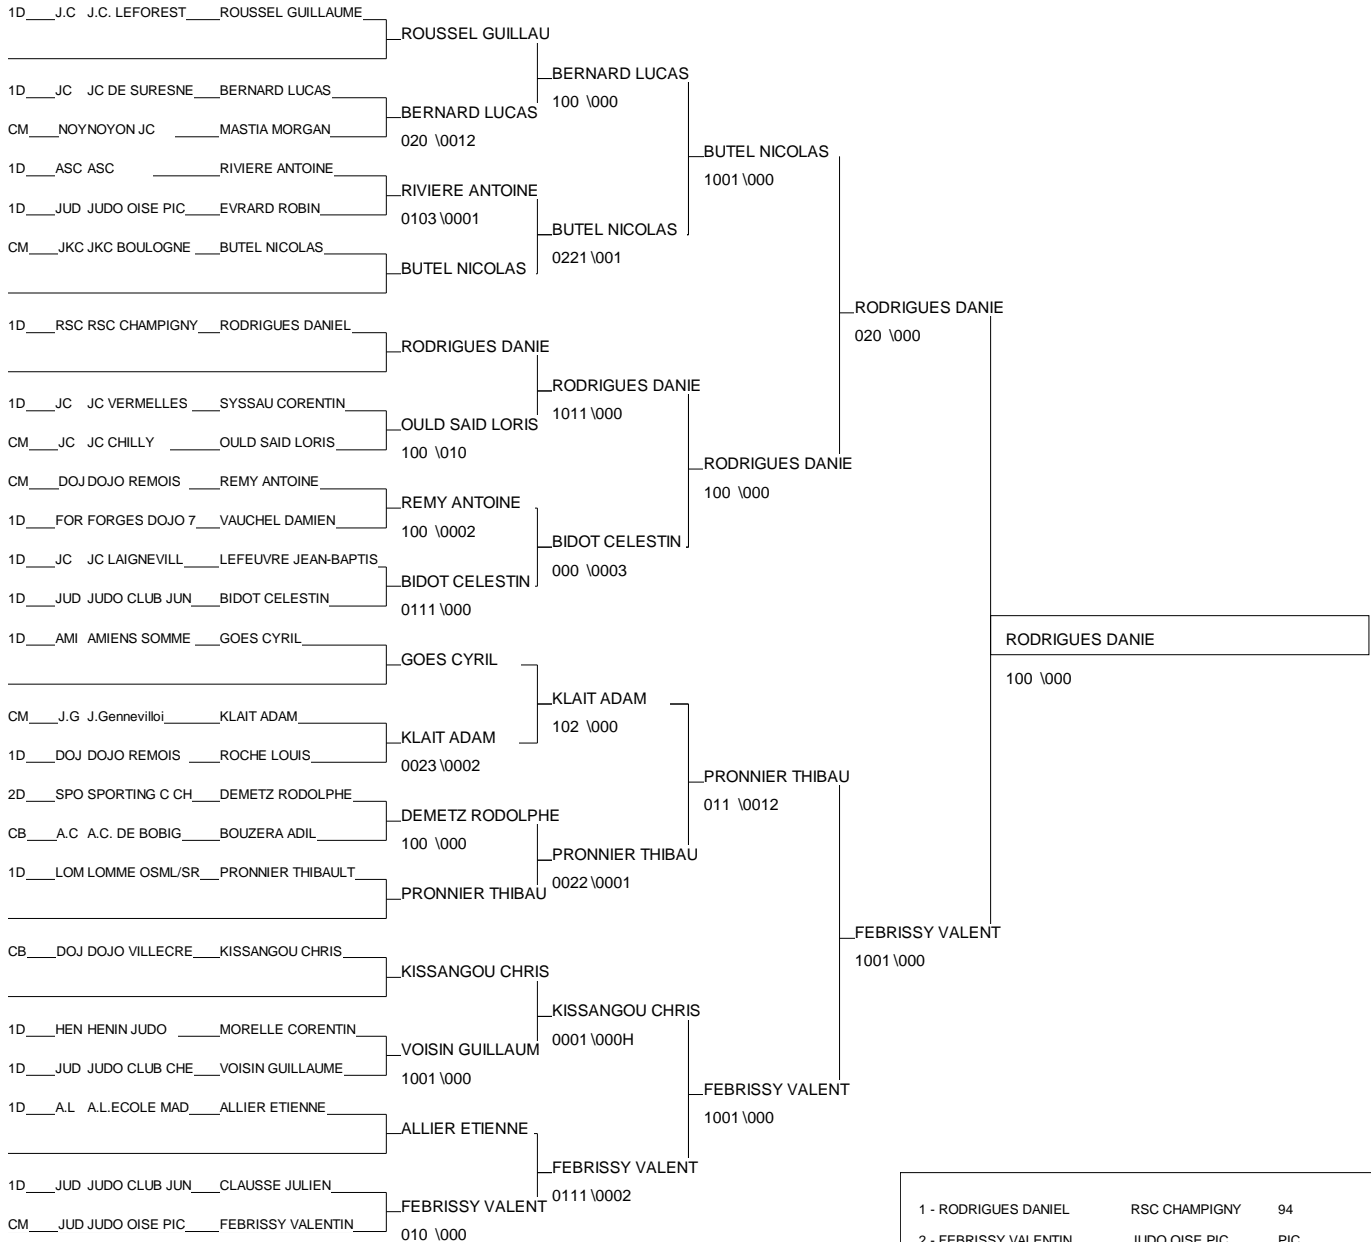 1D J.C J.C. LEFOREST ROUSSEL GUILLAUME
1D JC JC DE SURESNE BERNARD LUCAS
CM NOY NOYON JC MASTIA MORGAN
1D ASC ASC RIVIERE ANTOINE
1D JUD JUDO OISE PIC EVRARD ROBIN
CM JKC JKC BOULOGNE BUTEL NICOLAS
1D RSC RSC CHAMPIGNY RODRIGUES DANIEL
1D JC JC VERMELLES SYSSAU CORENTIN
CM JC JC CHILLY OULD SAID LORIS
CM DOJ DOJO REMOIS REMY ANTOINE
1D FOR FORGES DOJO 7 VAUCHEL DAMIEN
1D JC JC LAIGNEVILL LEFEUVRE JEAN-BAPTIS
1D JUD JUDO CLUB JUN BIDOT CELESTIN
1D AMI AMIENS SOMME GOES CYRIL
CM J.G J.Gennevilloi KLAIT ADAM
1D DOJ DOJO REMOIS ROCHE LOUIS
2D SPO SPORTING C CH DEMETZ RODOLPHE
CB A.C A.C. DE BOBIG BOUZERA ADIL
1D LOM LOMME OSML/SR PRONNIER THIBAULT
CB DOJ DOJO VILLECRE KISSANGOU CHRIS
1D HEN HENIN JUDO MORELLE CORENTIN
1D JUD JUDO CLUB CHE VOISIN GUILLAUME
1D A.L A.L.ECOLE MAD ALLIER ETIENNE
1D JUD JUDO CLUB JUN CLAUSSE JULIEN
CM JUD JUDO OISE PIC FEBRISSY VALENTIN
ROUSSEL GUILLAU
BERNARD LUCAS
020 \0012
RIVIERE ANTOINE
0103 \0001
BUTEL NICOLAS
RODRIGUES DANIE
OULD SAID LORIS
100 \010
REMY ANTOINE
100 \0002
BIDOT CELESTIN
0111 \000
GOES CYRIL
KLAIT ADAM
0023 \0002
DEMETZ RODOLPHE
100 \000
PRONNIER THIBAU
KISSANGOU CHRIS
VOISIN GUILLAUM
1001 \000
ALLIER ETIENNE
FEBRISSY VALENT
010 \000
BERNARD LUCAS
100 \000
BUTEL NICOLAS
0221 \001
RODRIGUES DANIE
1011 \000
BIDOT CELESTIN
000 \0003
KLAIT ADAM
102 \000
PRONNIER THIBAU
0022 \0001
KISSANGOU CHRIS
0001 \000H
FEBRISSY VALENT
0111 \0002
BUTEL NICOLAS
1001 \000
RODRIGUES DANIE
100 \000
PRONNIER THIBAU
011 \0012
FEBRISSY VALENT
1001 \000
RODRIGUES DANIE
020 \000
FEBRISSY VALENT
1001 \000
RODRIGUES DANIE
100 \000
1 - RODRIGUES DANIEL RSC CHAMPIGNY 94
2 - FEBRISSY VALENTIN JUDO OISE PIC PIC